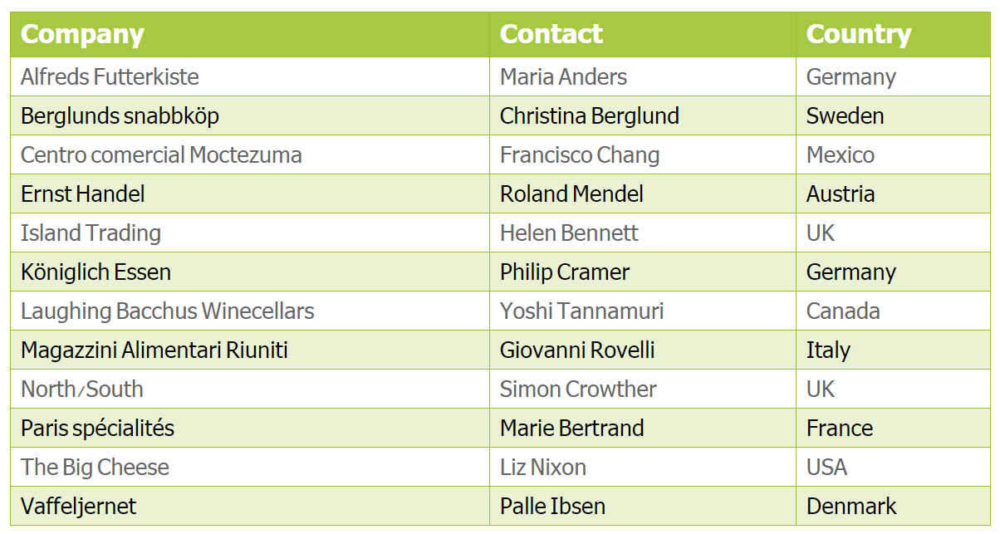 Company Contact Country
Alfreds Futterkiste Maria Anders Germany
Berglunds snabbköp Christina Berglund Sweden
Centro comercial Moctezuma Francisco Chang Mexico
Ernst Handel Roland Mendel Austria
Island Trading Helen Bennett UK
Königlich Essen Philip Cramer Germany
Laughing Bacchus Winecellars Yoshi Tannamuri Canada
Magazzini Alimentari Riuniti Giovanni Rovelli Italy
North/South Simon Crowther UK
Paris spécialités Marie Bertrand France
The Big Cheese Liz Nixon USA
Vaffeljernet Palle Ibsen Denmark